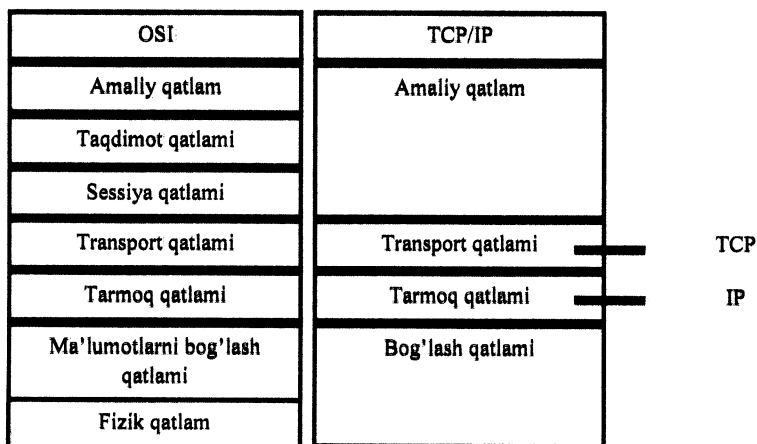 OSI
TCP/IP
Amaliy qatlam
Amaliy qatlam
Taqdimot qatlami
Sessiya qatlami
Transport qatlami
Transport qatlami
TCP
Tarmoq qatlami
Tarmoq qatlami
IP
Ma'lumotlarni bog'lash
qatlami
Bog'lash qatlami
Fizik qatlam